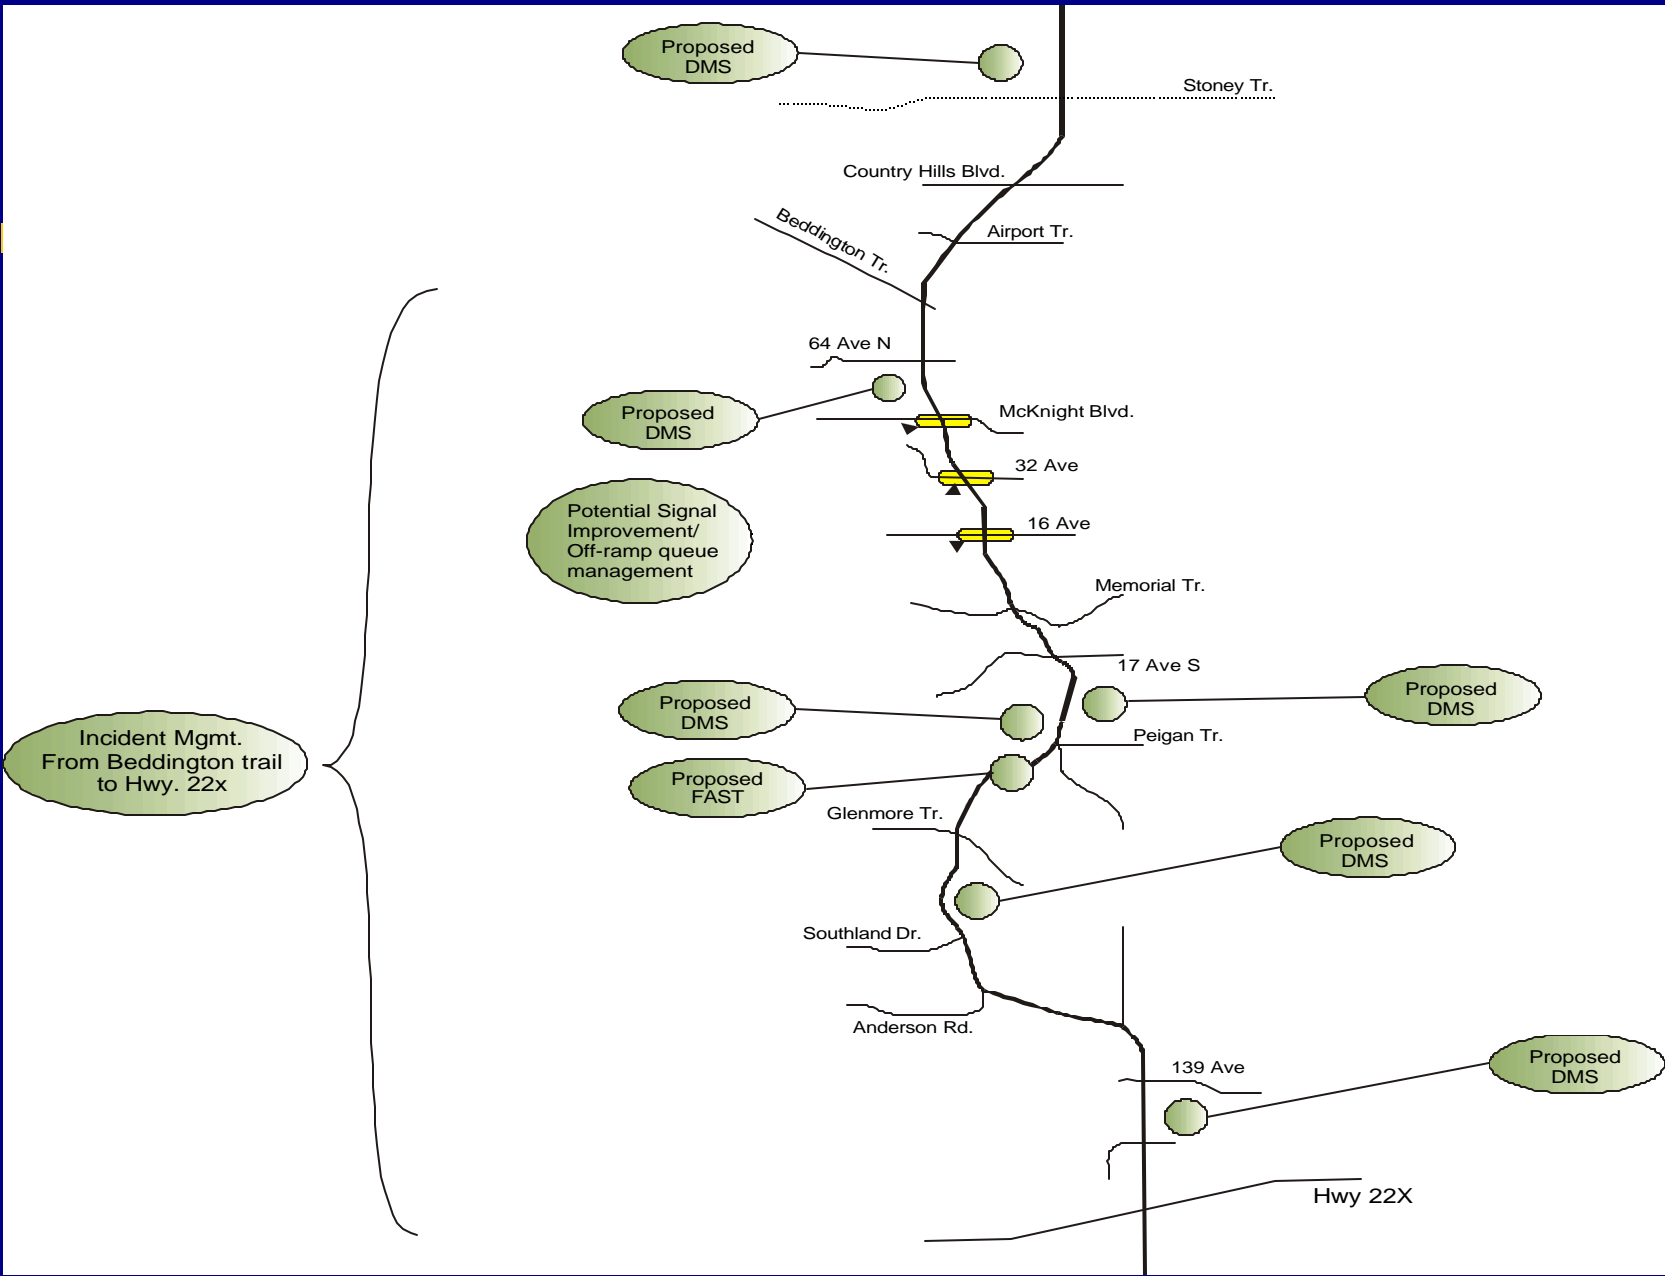 Proposed
DMS
Stoney Tr.
Country Hills Blvd.
Airport Tr.
Beddington Tr.
64 Ave N
Proposed
DMS
McKnight Blvd.
32 Ave
Potential Signal
Improvement/
Off-ramp queue
management
16 Ave
Memorial Tr.
17 Ave S
Proposed
DMS
Proposed
DMS
Peigan Tr.
Incident Mgmt.
From Beddington trail
to Hwy. 22x
Proposed
FAST
Glenmore Tr.
Proposed
DMS
Southland Dr.
Anderson Rd.
139 Ave
Proposed
DMS
Hwy 22X